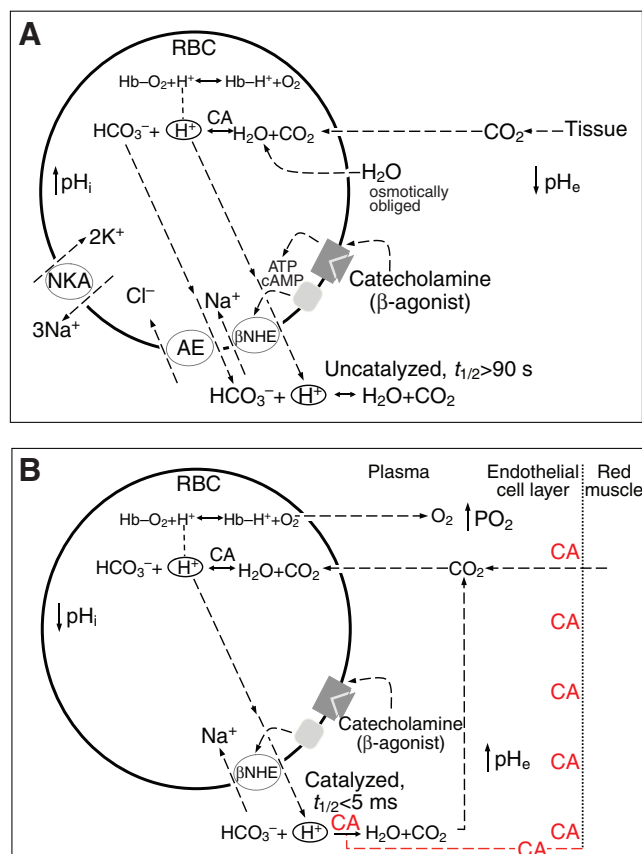 A
RBC
Hb–O₂+H⁺ ↔ Hb–H⁺+O₂
HCO₃⁻+ H⁺ CA ↔ H₂O+CO₂
CO₂
Tissue
H₂O
osmotically
obliged
↑pHᵢ
↓pHₑ
2K⁺
NKA
3Na⁺
Cl⁻
AE
Na⁺
βNHE
ATP
cAMP
Catecholamine
(β-agonist)
Uncatalyzed, t₁/₂>90 s
HCO₃⁻+ H⁺ ↔ H₂O+CO₂
B
RBC
Plasma
Endothelial
cell layer
Red
muscle
Hb–O₂+H⁺ ↔ Hb–H⁺+O₂
O₂
↑PO₂
HCO₃⁻+ H⁺ CA ↔ H₂O+CO₂
CO₂
CA
CA
CA
CA
CA
↓pHᵢ
↑pHₑ
Catecholamine
(β-agonist)
Na⁺
βNHE
Catalyzed,
t₁/₂<5 ms
HCO₃⁻+ H⁺ CA → H₂O+CO₂
CA